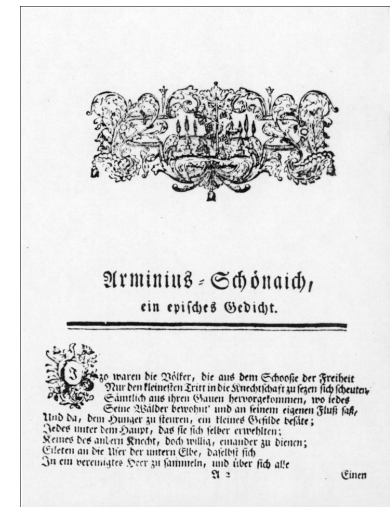 Arminius-Schönaich,
ein episches Gedicht.
Jzo waren die Völker, die aus dem Schooße der Freiheit
Nur den kleinesten Tritt in die Knechtschaft zu sezen sich scheuten,
Sämtlich aus ihren Gauen hervorgekommen, wo jedes
Seine Wälder bewohnt' und an seinem eigenen Fluß saß,
Und da, dem Hunger zu steuren, ein kleines Gefilde besäte;
Jedes unter dem Haupt, das sie sich selber erwehlten;
Keines des andern Knecht, doch willig, einander zu dienen;
Eileten an die Ufer der untern Elbe, daselbst sich
In ein vereinigtes Heer zu sammeln, und über sich alle
A 2 Einen